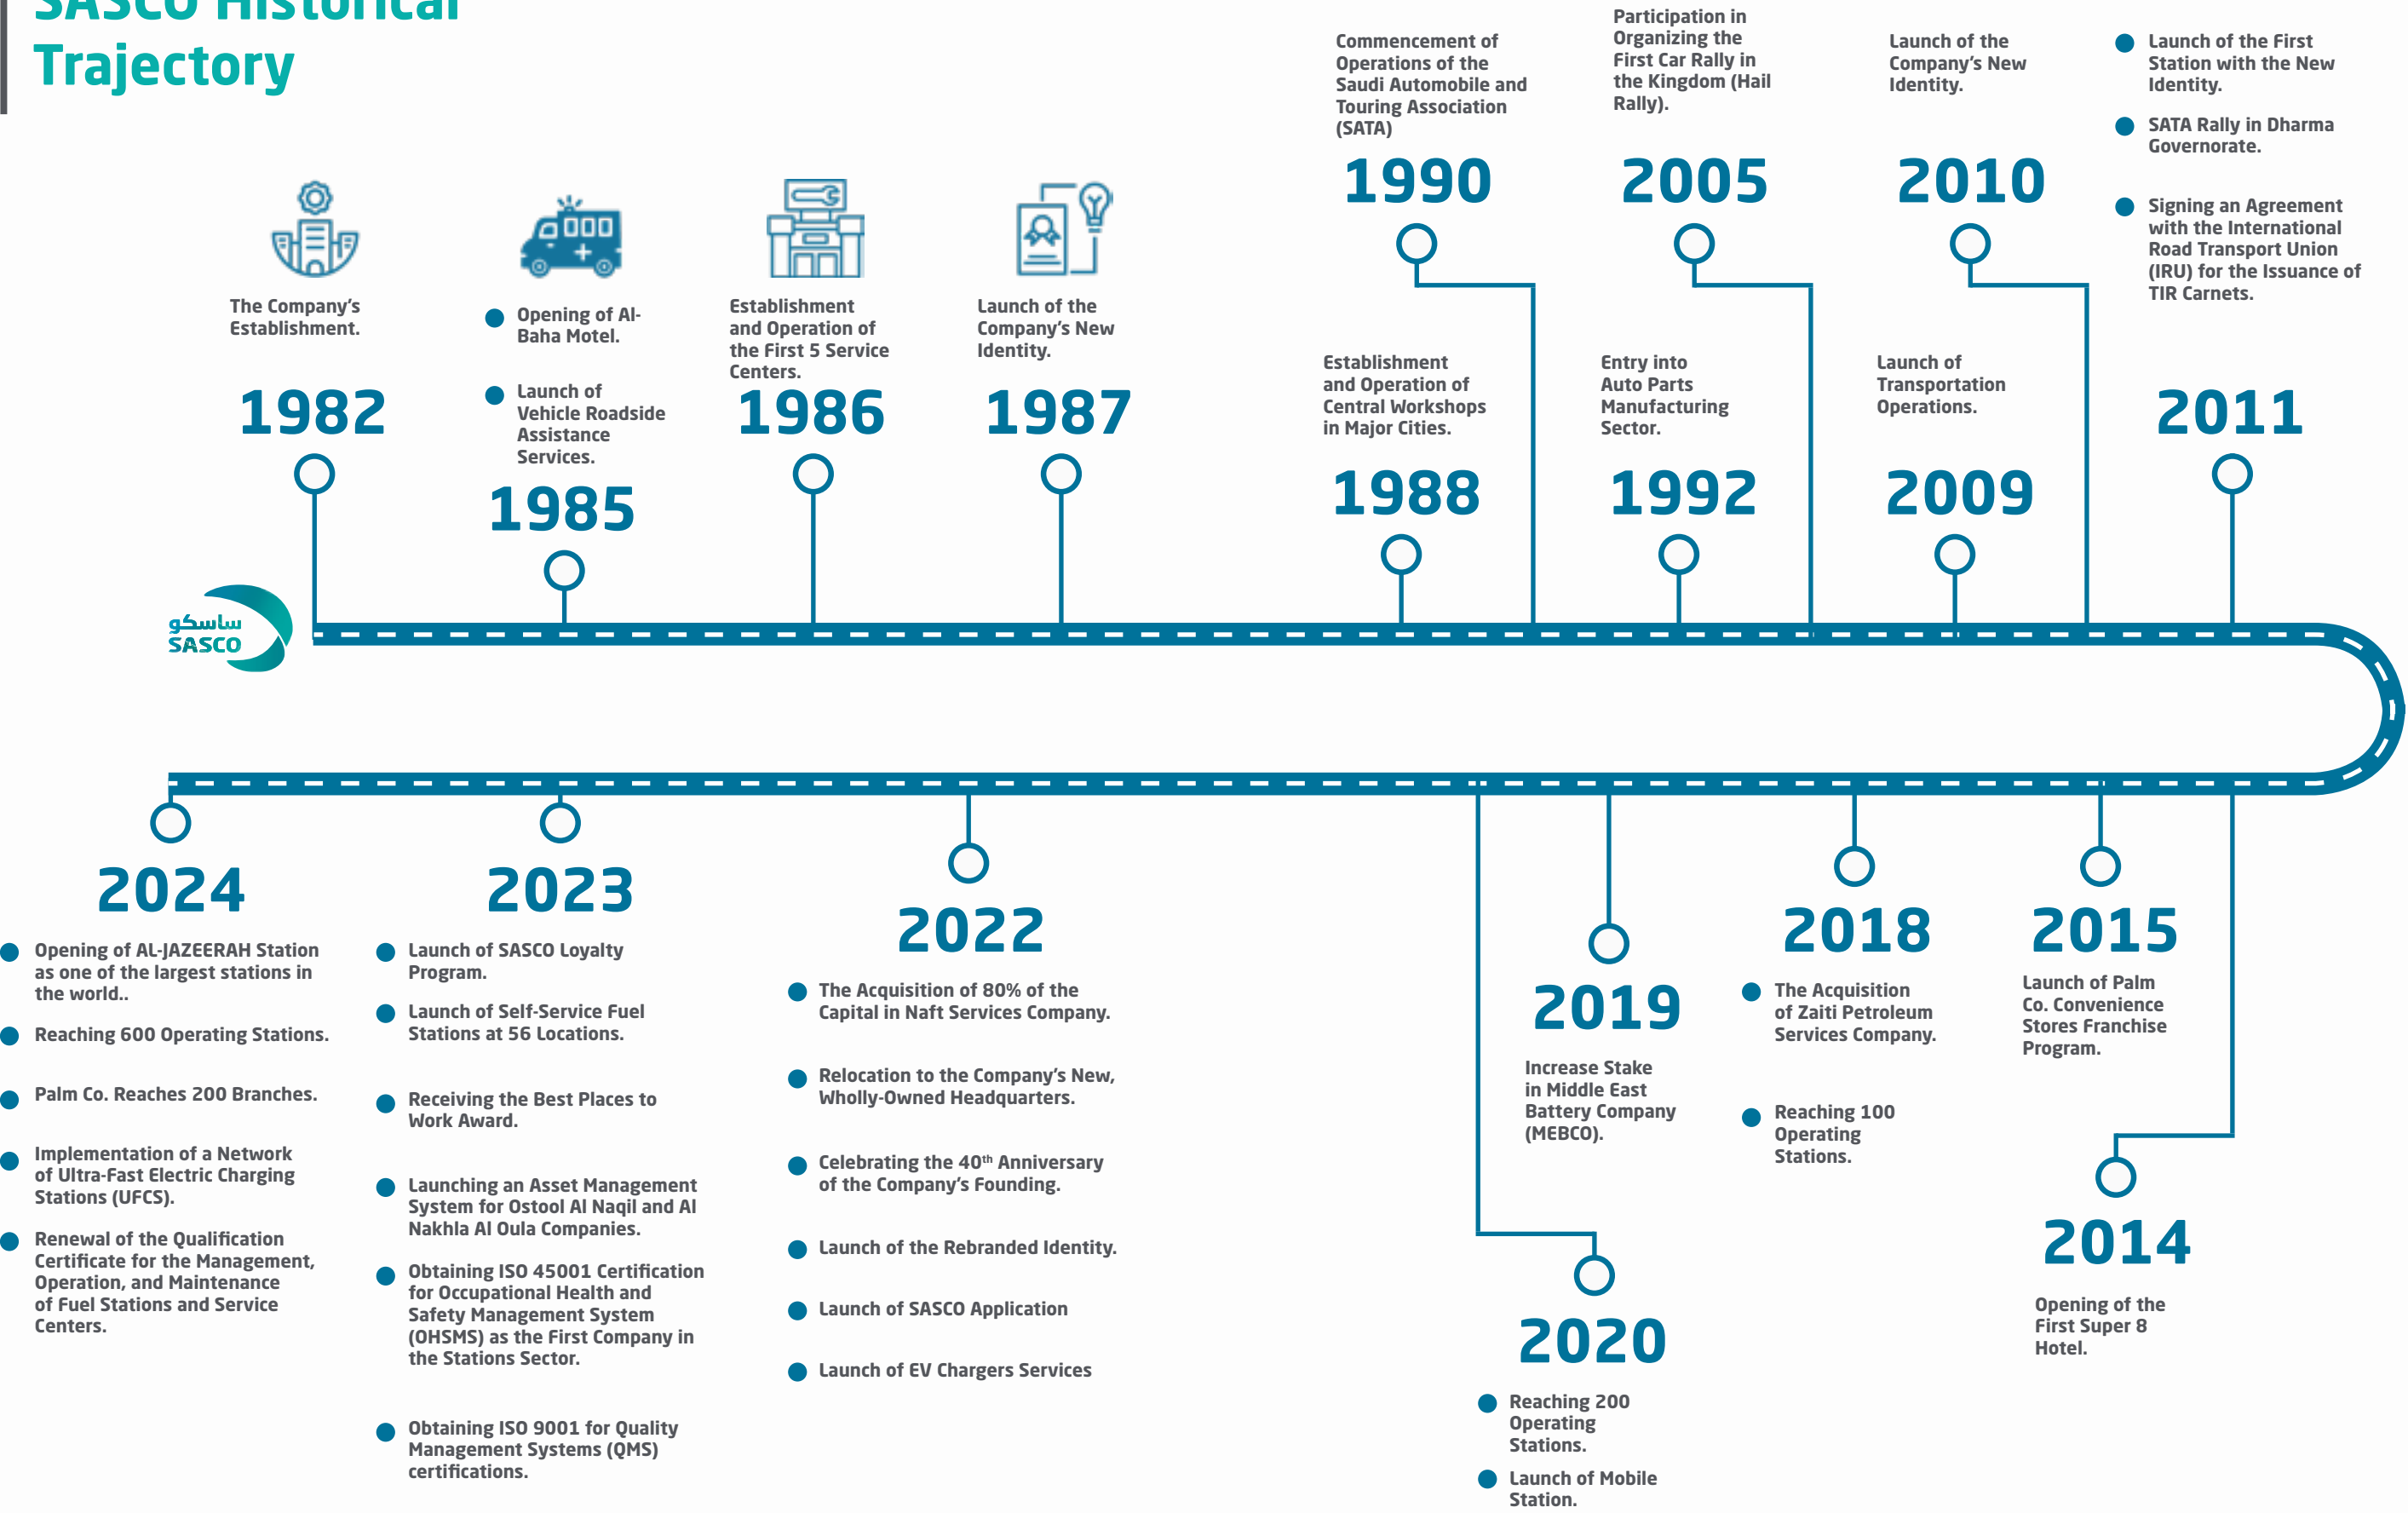 SASCO Historical
Trajectory
The Company's
Establishment.
1982
Opening of Al-
Baha Motel.
Launch of
Vehicle Roadside
Assistance
Services.
1985
Establishment
and Operation of
the First 5 Service
Centers.
1986
Launch of the
Company's New
Identity.
1987
Establishment
and Operation of
Central Workshops
in Major Cities.
1988
Commencement of
Operations of the
Saudi Automobile and
Touring Association
(SATA)
1990
Entry into
Auto Parts
Manufacturing
Sector.
1992
Participation in
Organizing the
First Car Rally in
the Kingdom (Hail
Rally).
2005
Launch of
Transportation
Operations.
2009
Launch of the
Company's New
Identity.
2010
Launch of the First
Station with the New
Identity.
SATA Rally in Dharma
Governorate.
Signing an Agreement
with the International
Road Transport Union
(IRU) for the Issuance of
TIR Carnets.
2011
ساسكو
SASCO
2024
Opening of AL-JAZEERAH Station
as one of the largest stations in
the world..
Reaching 600 Operating Stations.
Palm Co. Reaches 200 Branches.
Implementation of a Network
of Ultra-Fast Electric Charging
Stations (UFCS).
Renewal of the Qualification
Certificate for the Management,
Operation, and Maintenance
of Fuel Stations and Service
Centers.
2023
Launch of SASCO Loyalty
Program.
Launch of Self-Service Fuel
Stations at 56 Locations.
Receiving the Best Places to
Work Award.
Launching an Asset Management
System for Ostool Al Naqil and Al
Nakhla Al Oula Companies.
Obtaining ISO 45001 Certification
for Occupational Health and
Safety Management System
(OHSMS) as the First Company in
the Stations Sector.
Obtaining ISO 9001 for Quality
Management Systems (QMS)
certifications.
2022
The Acquisition of 80% of the
Capital in Naft Services Company.
Relocation to the Company's New,
Wholly-Owned Headquarters.
Celebrating the 40th Anniversary
of the Company's Founding.
Launch of the Rebranded Identity.
Launch of SASCO Application
Launch of EV Chargers Services
2020
Reaching 200
Operating
Stations.
Launch of Mobile
Station.
2019
Increase Stake
in Middle East
Battery Company
(MEBCO).
2018
The Acquisition
of Zaiti Petroleum
Services Company.
Reaching 100
Operating
Stations.
2015
Launch of Palm
Co. Convenience
Stores Franchise
Program.
2014
Opening of the
First Super 8
Hotel.